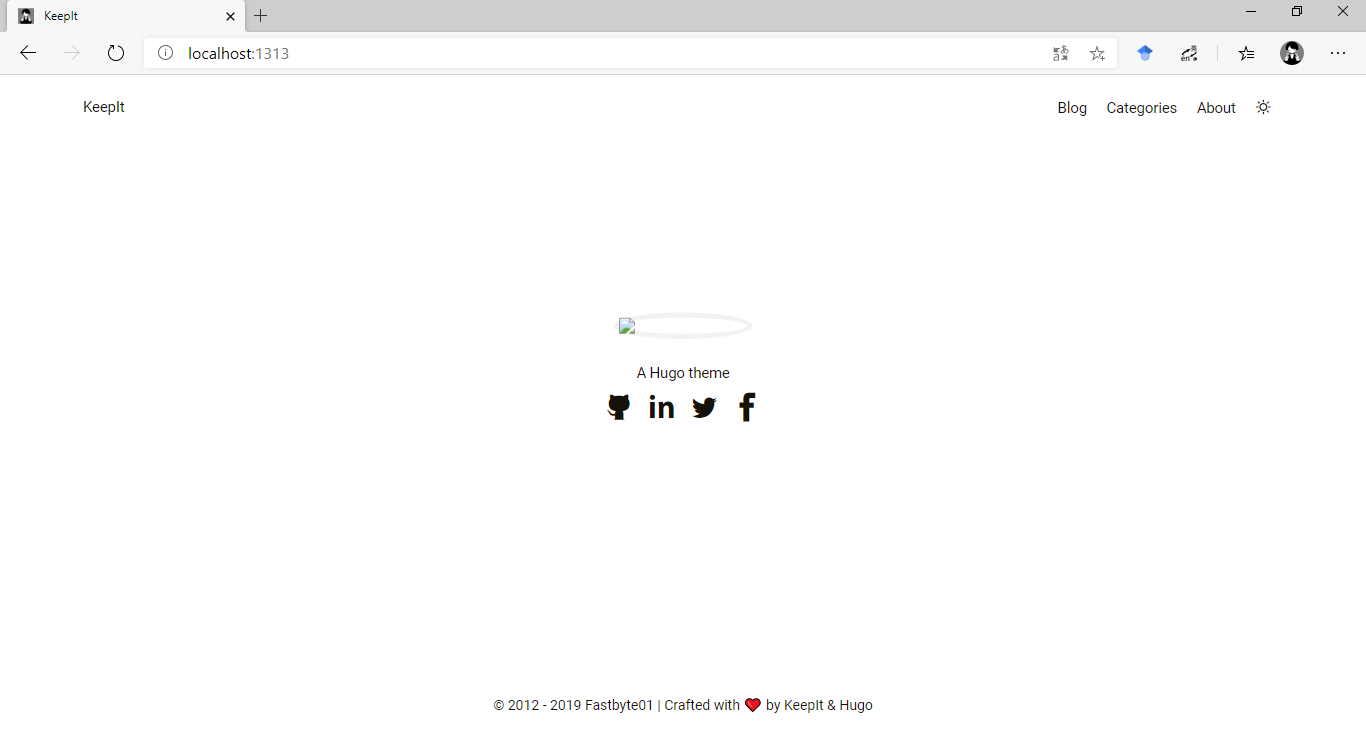 KeepIt
localhost:1313
KeepIt
Blog Categories About
A Hugo theme
© 2012 - 2019 Fastbyte01 | Crafted with ❤️ by KeepIt & Hugo